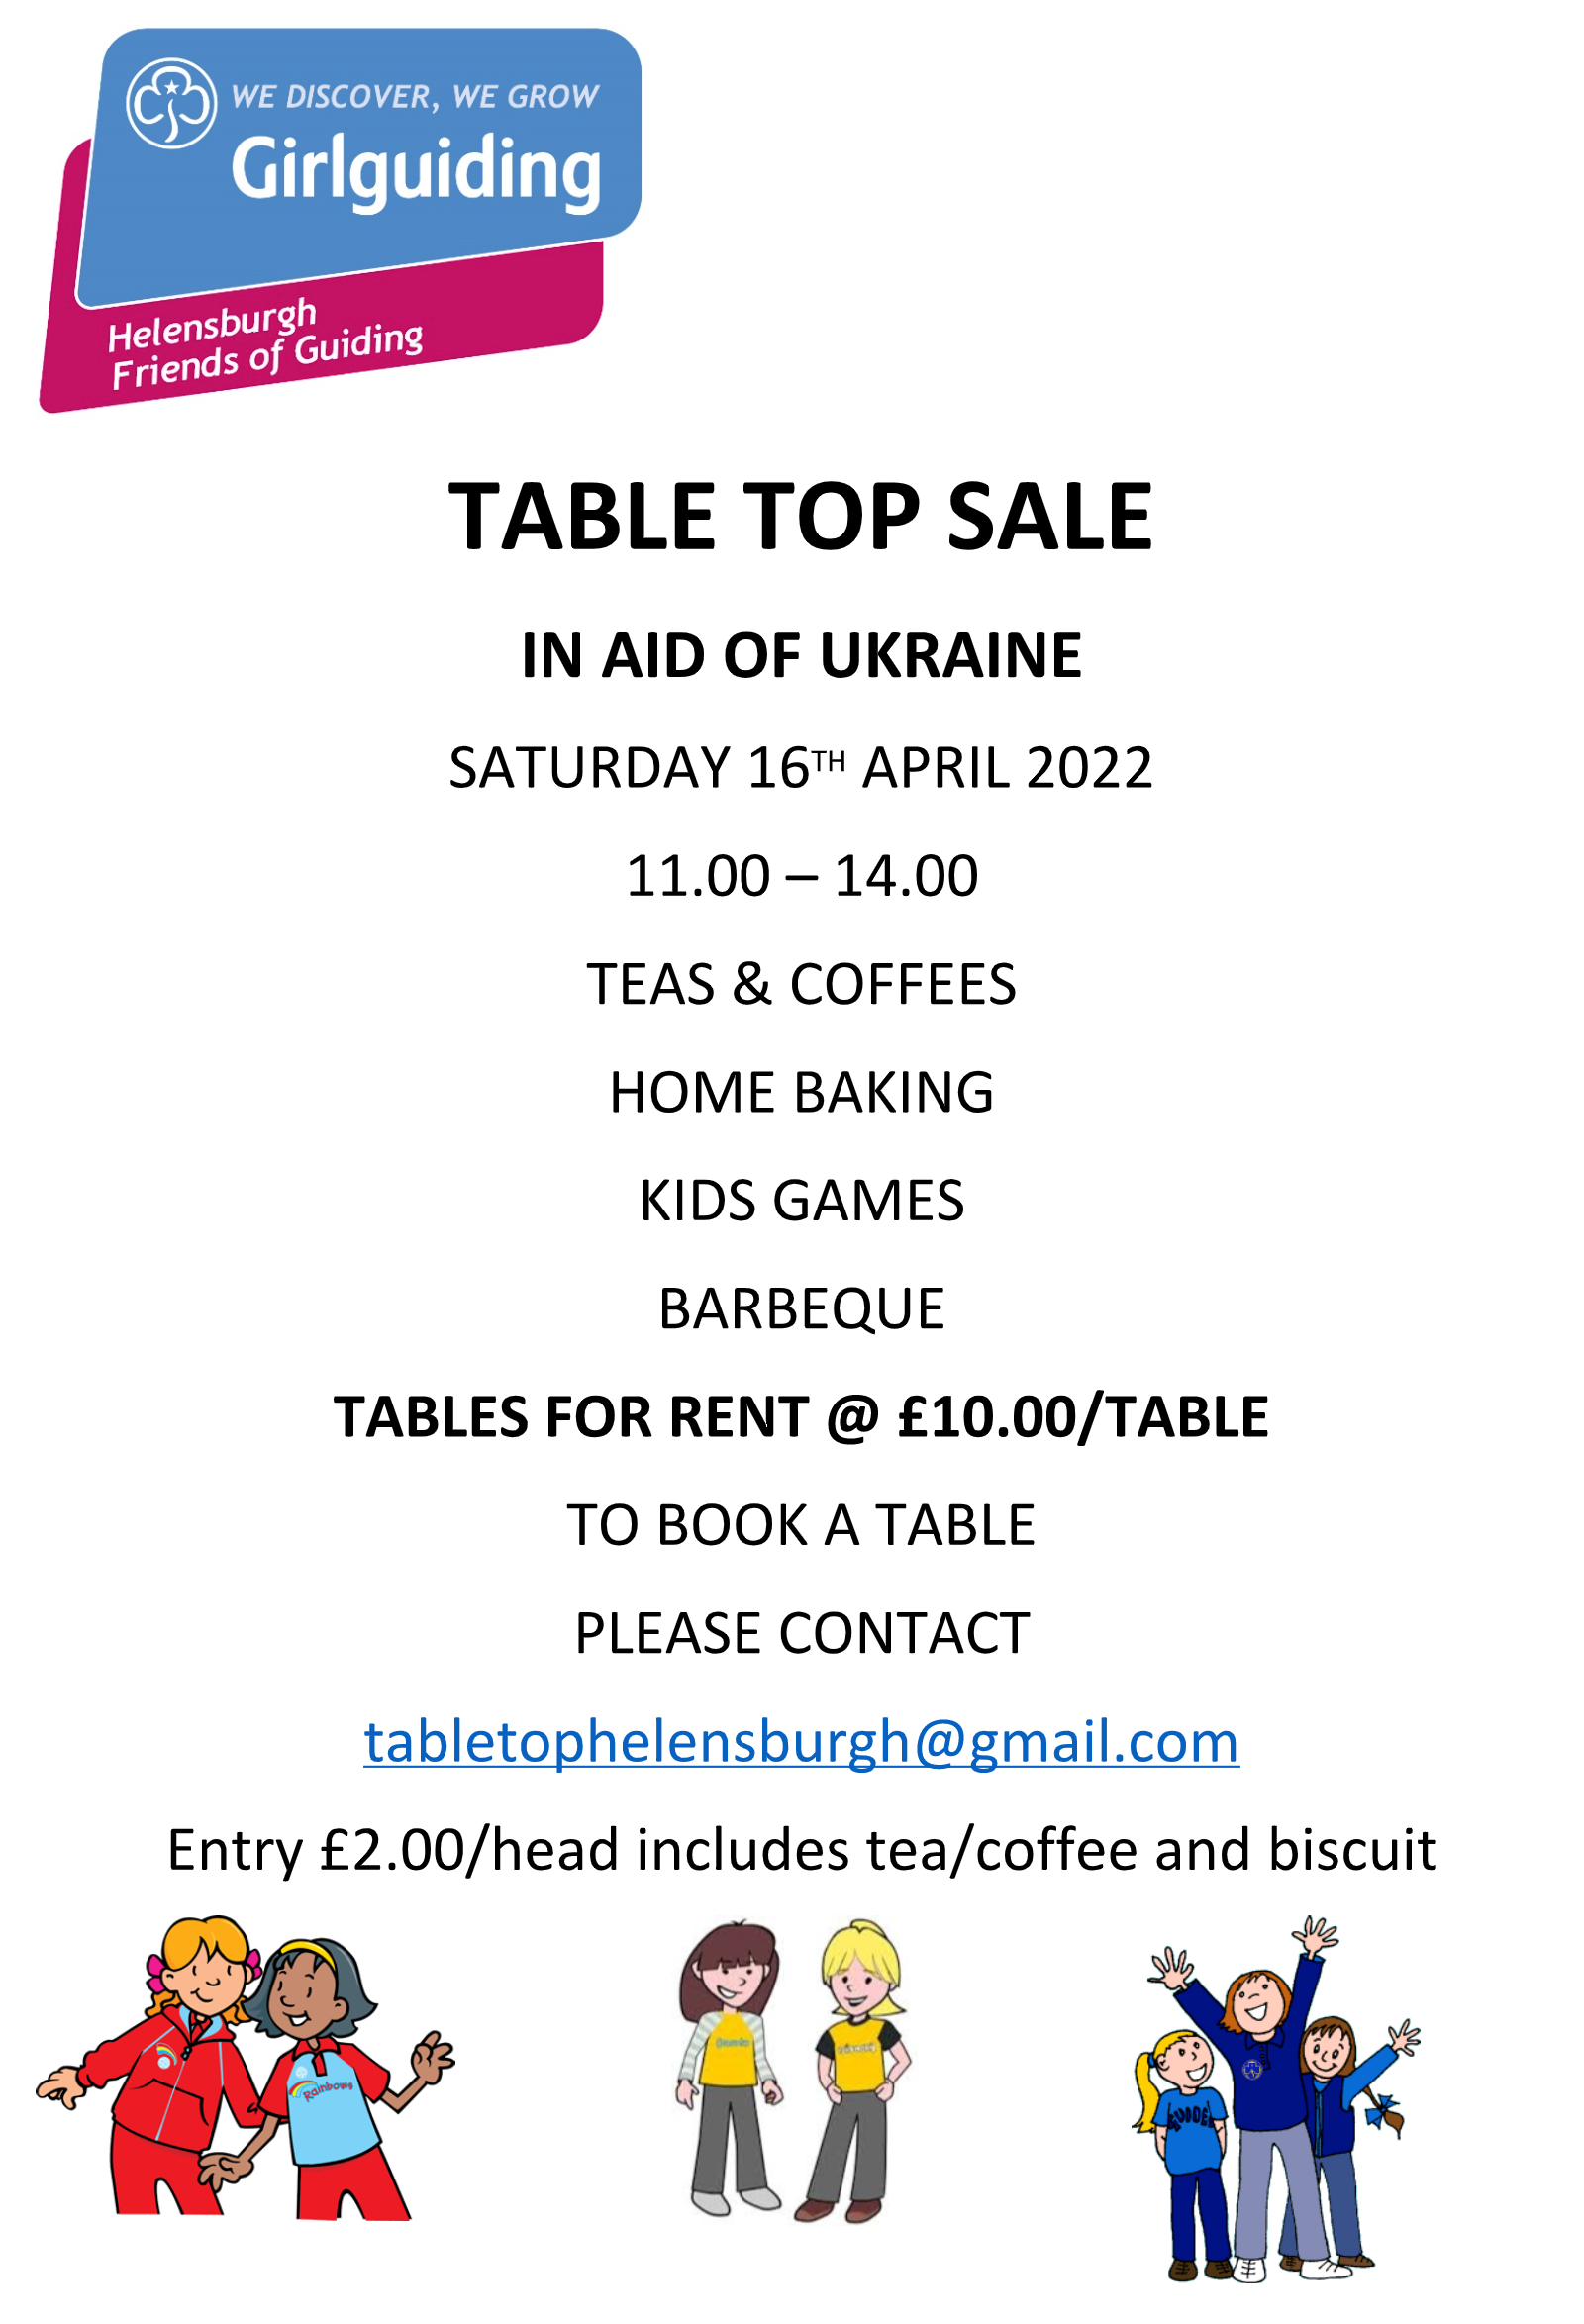 WE DISCOVER, WE GROW
Girlguiding
Helensburgh
Friends of Guiding
TABLE TOP SALE
IN AID OF UKRAINE
SATURDAY 16TH APRIL 2022
11.00 – 14.00
TEAS & COFFEES
HOME BAKING
KIDS GAMES
BARBEQUE
TABLES FOR RENT @ £10.00/TABLE
TO BOOK A TABLE
PLEASE CONTACT
tabletophelensburgh@gmail.com
Entry £2.00/head includes tea/coffee and biscuit
Rainbows